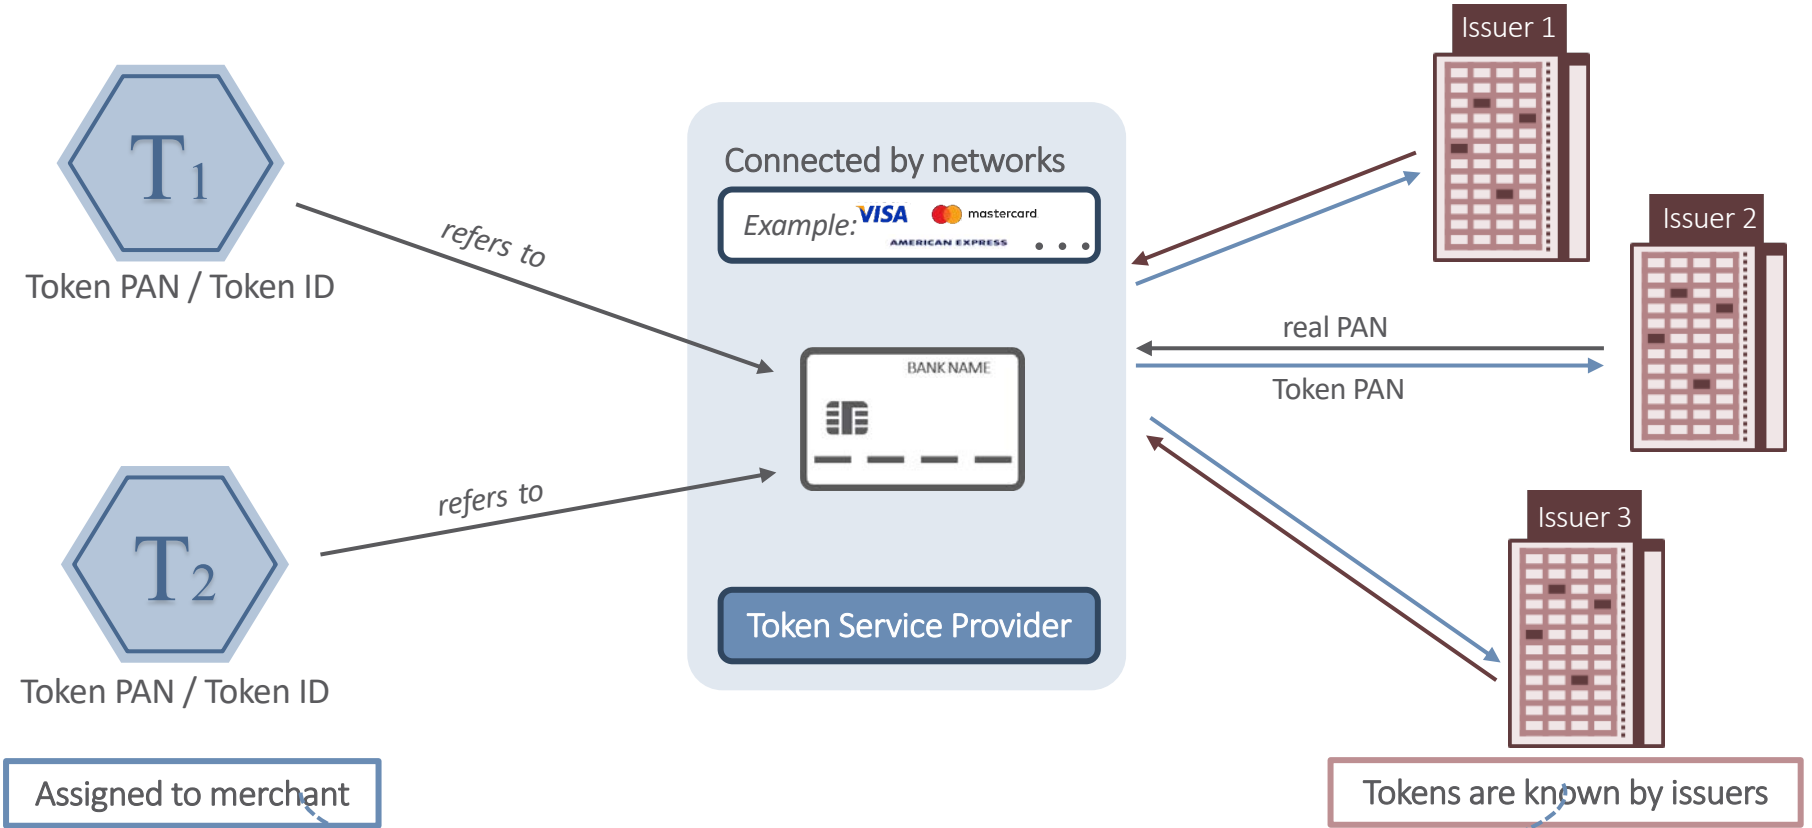 Issuer 1
T1
Connected by networks
Example: VISA mastercard
AMERICAN EXPRESS ...
Issuer 2
refers to
Token PAN / Token ID
real PAN
BANK NAME
Token PAN
refers to
Issuer 3
T2
Token Service Provider
Token PAN / Token ID
Assigned to merchant
Tokens are known by issuers